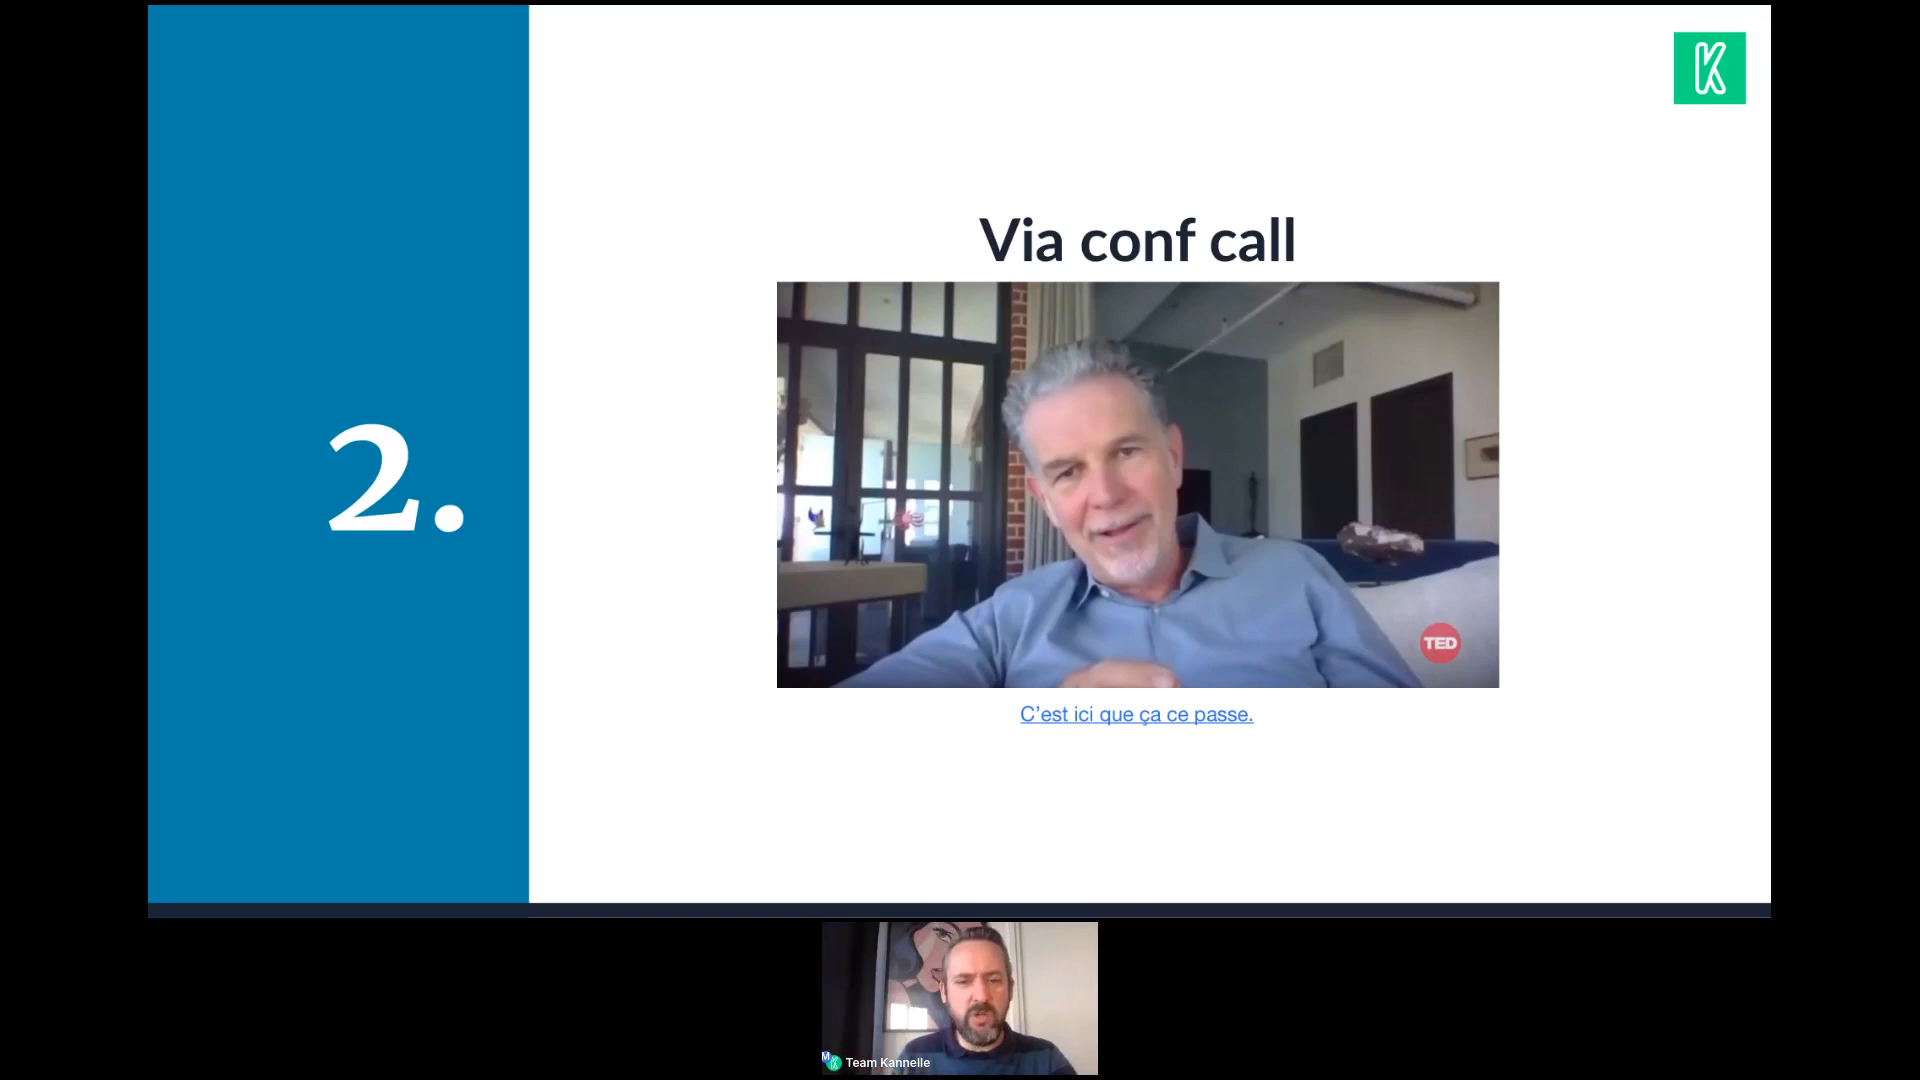 K
Via conf call
2.
TED
C’est ici que ça ce passe.
M
K
Team Kannelle